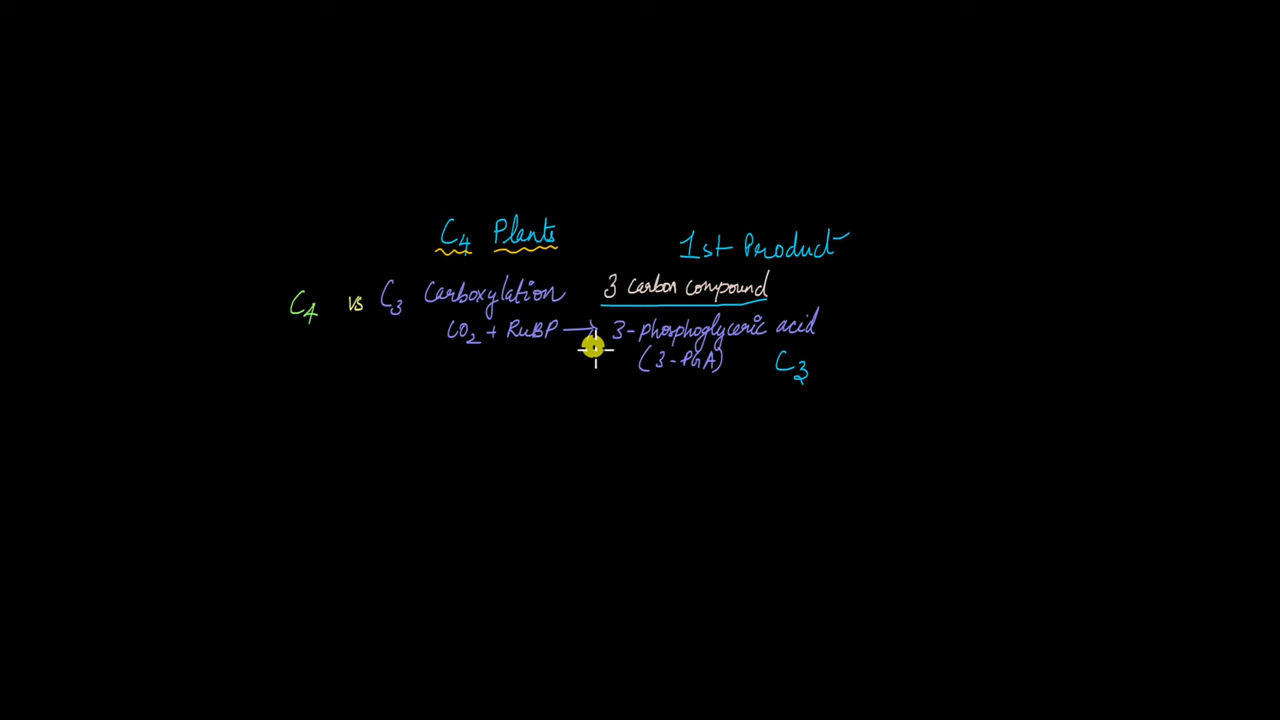 C4 Plants 1st Product
C4 vs C3 Carboxylation 3 carbon compound
CO2 + RuBP → 3-phosphoglyceric acid
(3-PGA) C3